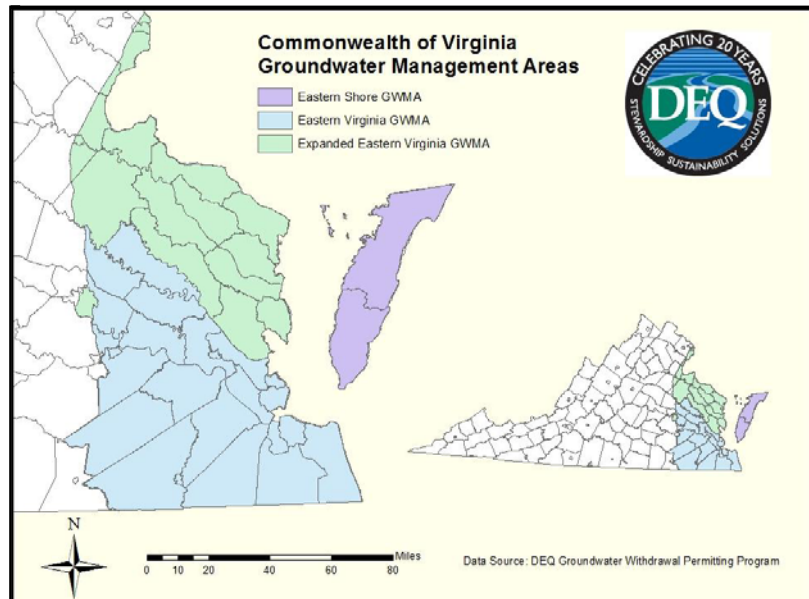 Commonwealth of Virginia
Groundwater Management Areas
Eastern Shore GWMA
Eastern Virginia GWMA
Expanded Eastern Virginia GWMA
CELEBRATING 20 YEARS
DEQ
STEWARDSHIP SUSTAINABILITY SOLUTIONS
N
Miles
0 10 20 40 60 80
Data Source: DEQ Groundwater Withdrawal Permitting Program